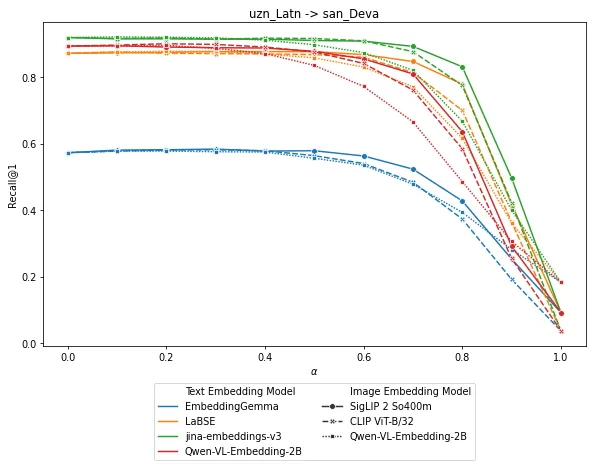 uzn_Latn -> san_Deva
Recall@1
0.8
0.6
0.4
0.2
0.0
0.0 0.2 0.4 0.6 0.8 1.0
α
Text Embedding Model
EmbeddingGemma
LaBSE
jina-embeddings-v3
Qwen-VL-Embedding-2B
Image Embedding Model
SigLIP 2 So400m
CLIP ViT-B/32
Qwen-VL-Embedding-2B